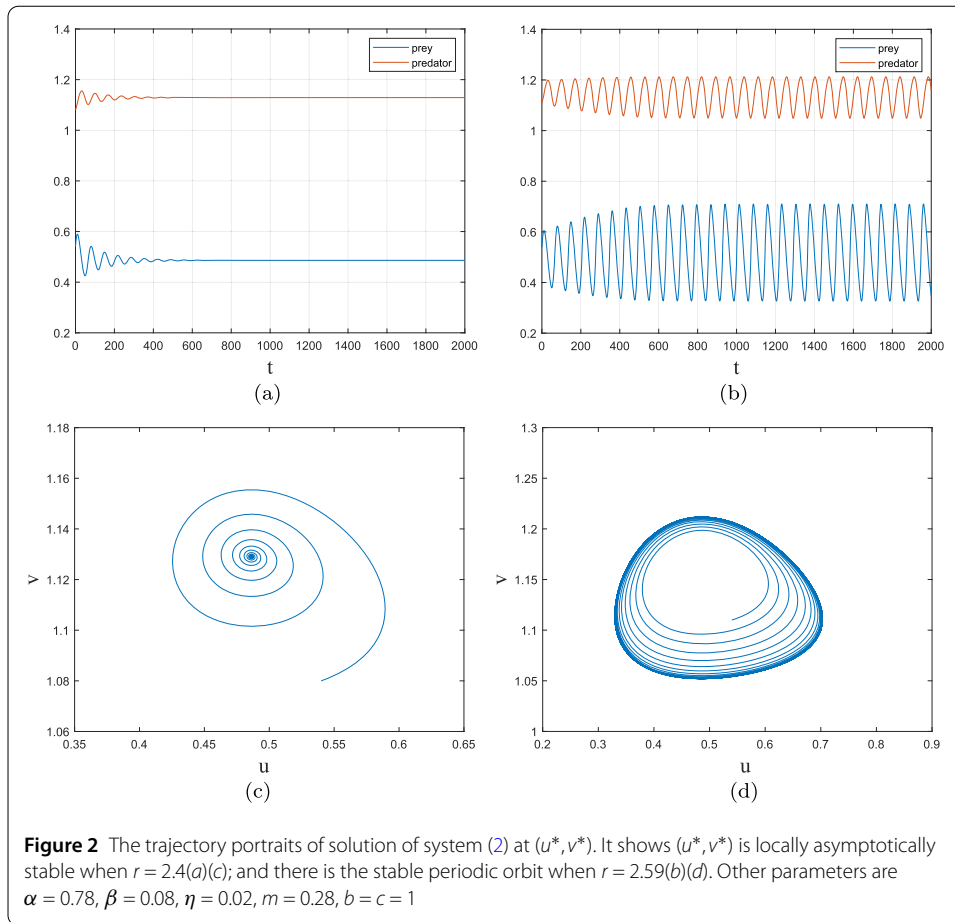 1.4
1.2
1
0.8
0.6
0.4
0.2
prey
predator
0 200 400 600 800 1000 1200 1400 1600 1800 2000
t
(a)
1.4
1.2
1
0.8
0.6
0.4
0.2
prey
predator
0 200 400 600 800 1000 1200 1400 1600 1800 2000
t
(b)
1.18
1.16
1.14
v
1.12
1.1
1.08
1.06
0.35 0.4 0.45 0.5 0.55 0.6 0.65
u
(c)
1.3
1.25
1.2
v
1.15
1.1
1.05
1
0.2 0.3 0.4 0.5 0.6 0.7 0.8 0.9
u
(d)
Figure 2 The trajectory portraits of solution of system (2) at (u*, v*). It shows (u*, v*) is locally asymptotically
stable when r = 2.4(a)(c); and there is the stable periodic orbit when r = 2.59(b)(d). Other parameters are
α = 0.78, β = 0.08, η = 0.02, m = 0.28, b = c = 1